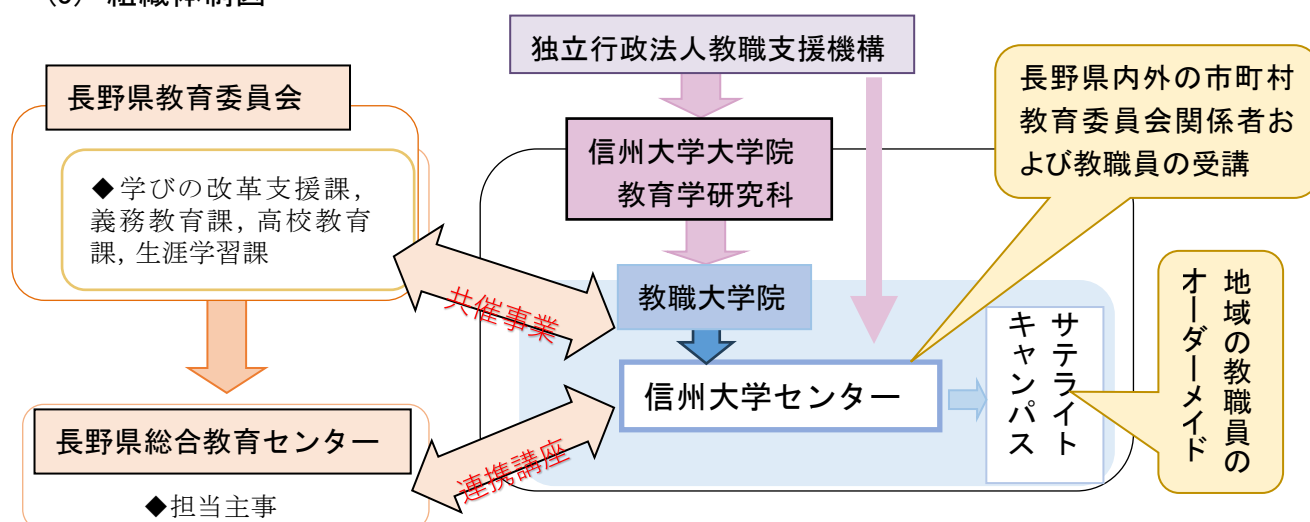 独立行政法人教職支援機構
長野県教育委員会
◆学びの改革支援課,
義務教育課, 高校教育
課, 生涯学習課
信州大学大学院
教育学研究科
長野県内外の市町村
教育委員会関係者お
よび教職員の受講
共催事業
教職大学院
信州大学センター
サテライト
キャンパス
地域の教職員の
オーダーメイド
長野県総合教育センター
◆担当主事
連携講座